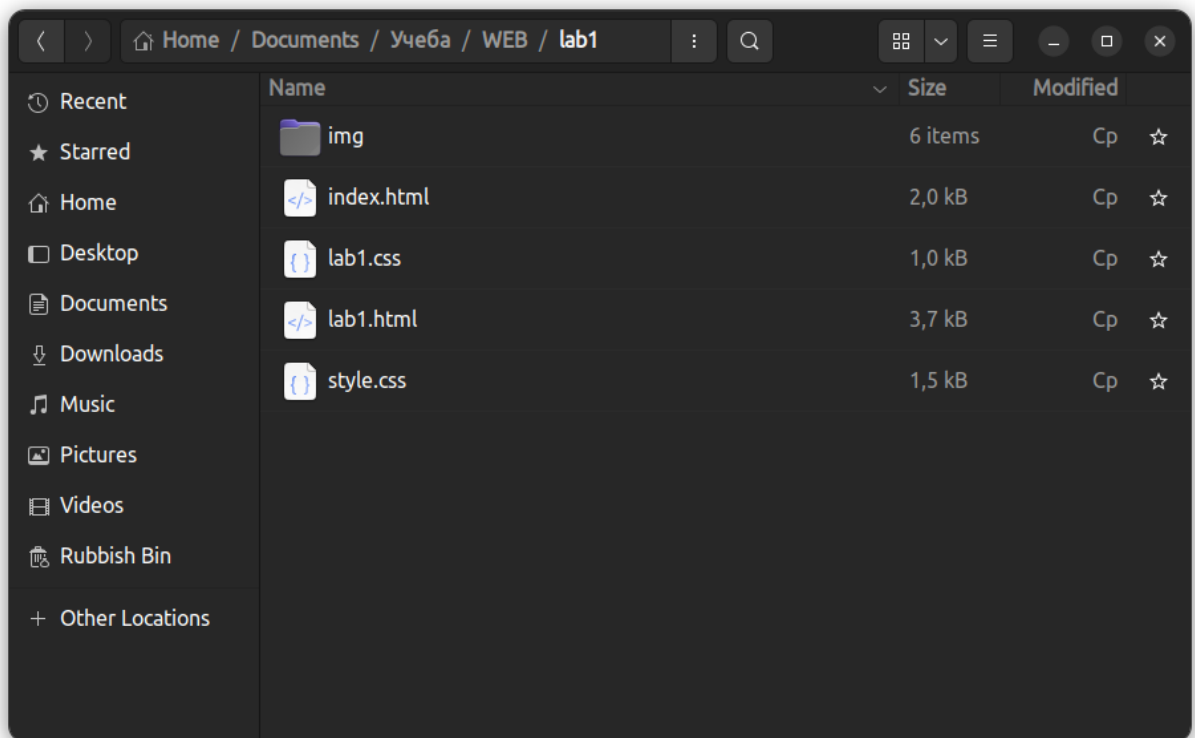 Home / Documents / Учеба / WEB / lab1
Recent
Starred
Home
Desktop
Documents
Downloads
Music
Pictures
Videos
Rubbish Bin
Other Locations
Name Size Modified
img 6 items Ср
index.html 2,0 kB Ср
lab1.css 1,0 kB Ср
lab1.html 3,7 kB Ср
style.css 1,5 kB Ср